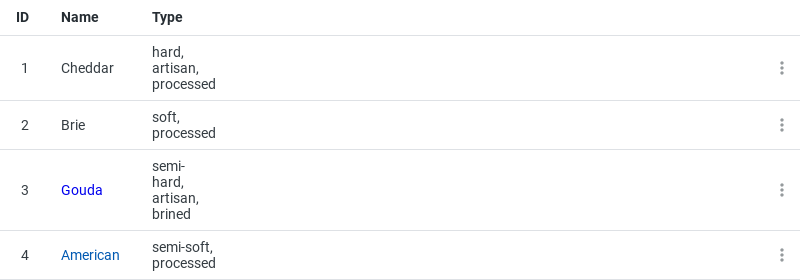 ID Name Type
1 Cheddar hard,
artisan,
processed
2 Brie soft,
processed
3 Gouda semi-
hard,
artisan,
brined
4 American semi-soft,
processed